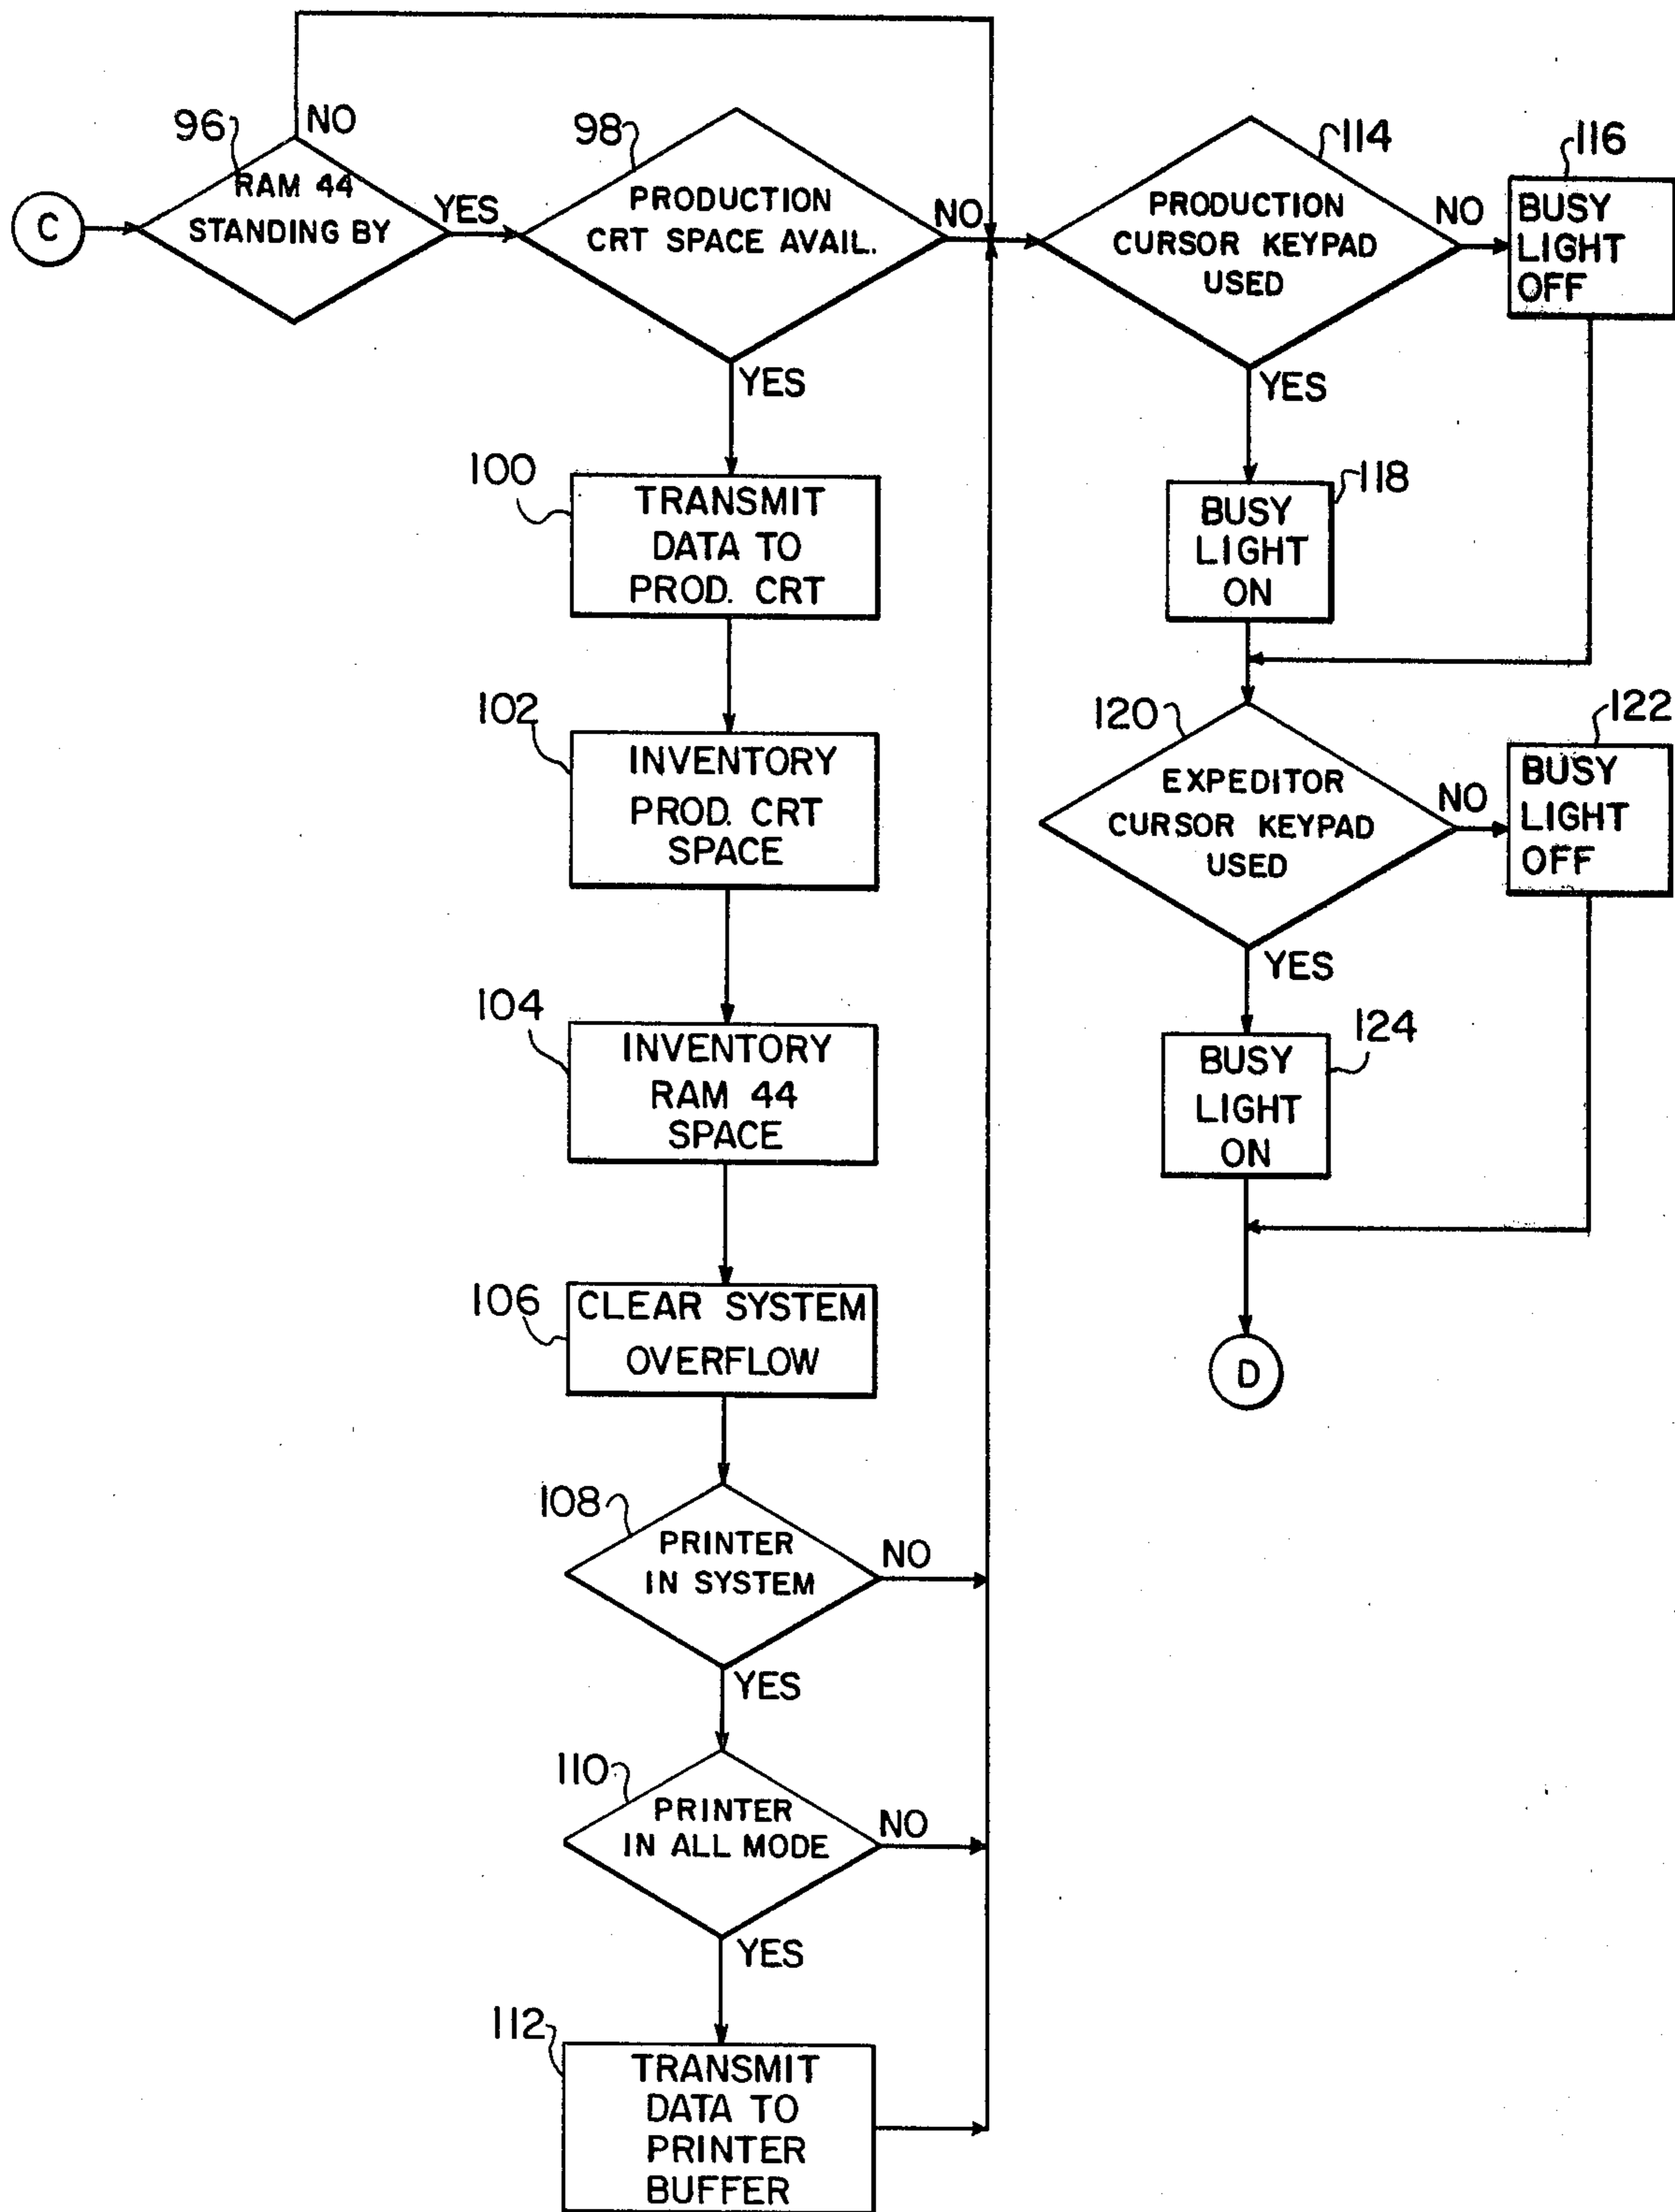 NO
96
98
114
116
RAM 44
STANDING BY
C
YES
PRODUCTION
CRT SPACE AVAIL.
NO
PRODUCTION
CURSOR KEYPAD
USED
NO
BUSY
LIGHT
OFF
YES
YES
100
TRANSMIT
DATA TO
PROD. CRT
118
BUSY
LIGHT
ON
102
INVENTORY
PROD. CRT
SPACE
120
EXPEDITOR
CURSOR KEYPAD
USED
NO
122
BUSY
LIGHT
OFF
YES
104
INVENTORY
RAM 44
SPACE
124
BUSY
LIGHT
ON
106
CLEAR SYSTEM
OVERFLOW
D
108
PRINTER
IN SYSTEM
NO
YES
110
PRINTER
IN ALL MODE
NO
YES
112
TRANSMIT
DATA TO
PRINTER
BUFFER